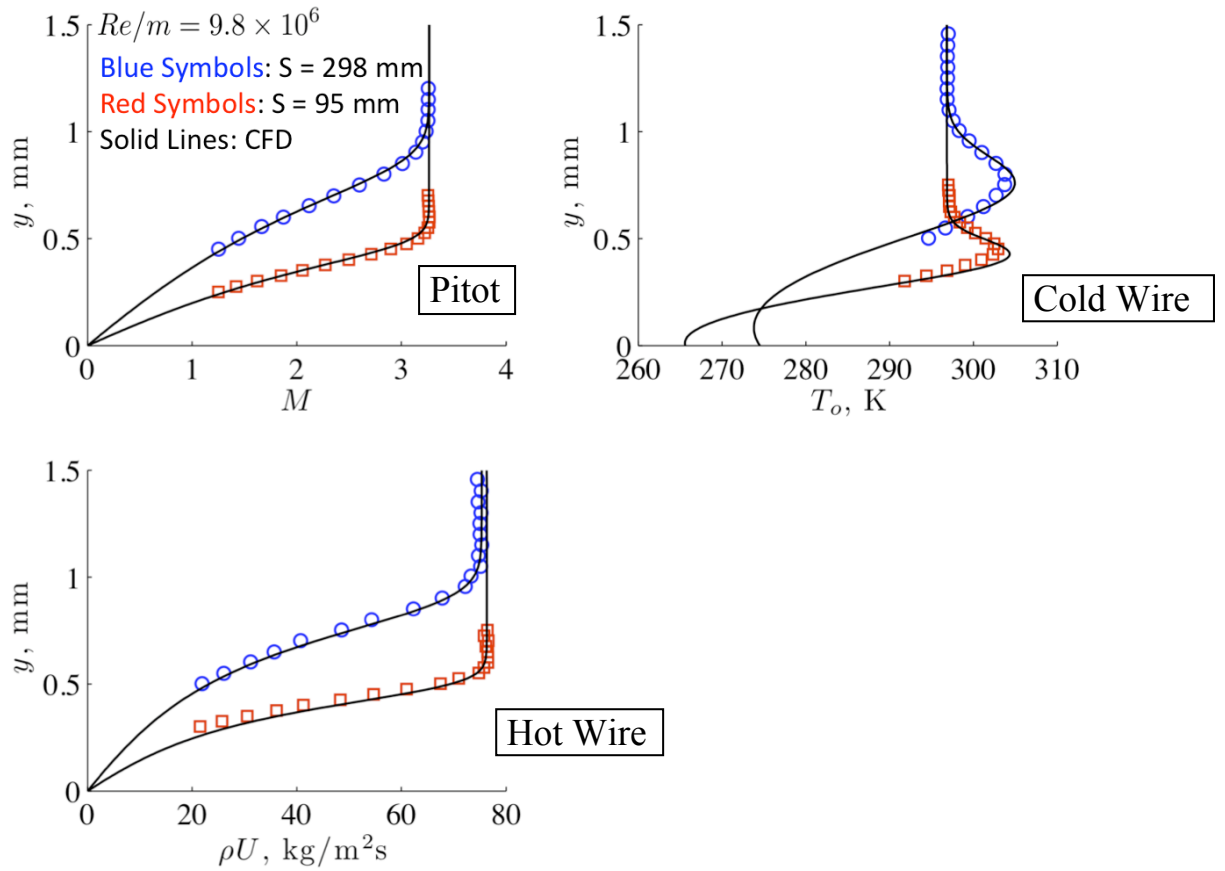 Re/m = 9.8 × 10⁶
Blue Symbols: S = 298 mm
Red Symbols: S = 95 mm
Solid Lines: CFD
1.5
1
0.5
0
y, mm
0 1 2 3 4
M
Pitot
1.5
1
0.5
0
y, mm
260 270 280 290 300 310
Tₒ, K
Cold Wire
1.5
1
0.5
0
y, mm
0 20 40 60 80
ρU, kg/m²s
Hot Wire